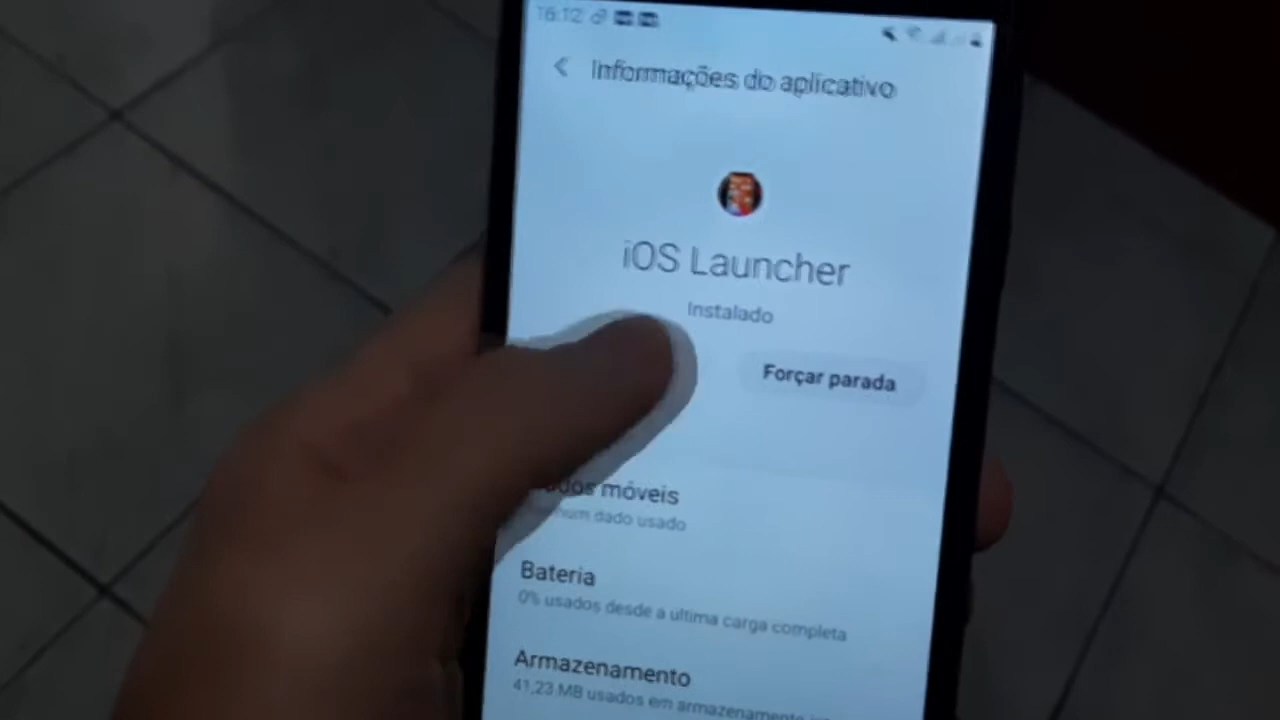 16:12
Informações do aplicativo
iOS Launcher
Instalado
Forçar parada
móveis
dado usado
Bateria
0% usados desde a última carga completa
Armazenamento
41,23 MB usados em armazenamento